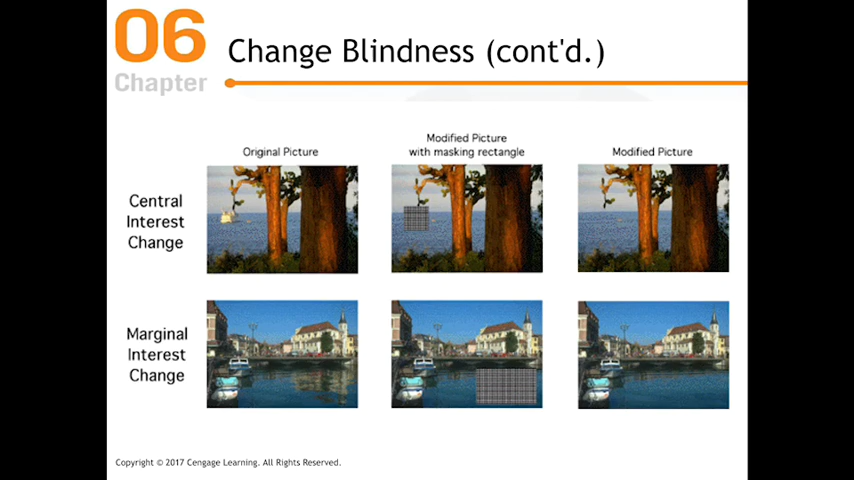 06
Chapter
Change Blindness (cont'd.)
Original Picture
Modified Picture
with masking rectangle
Modified Picture
Central
Interest
Change
Marginal
Interest
Change
Copyright © 2017 Cengage Learning. All Rights Reserved.